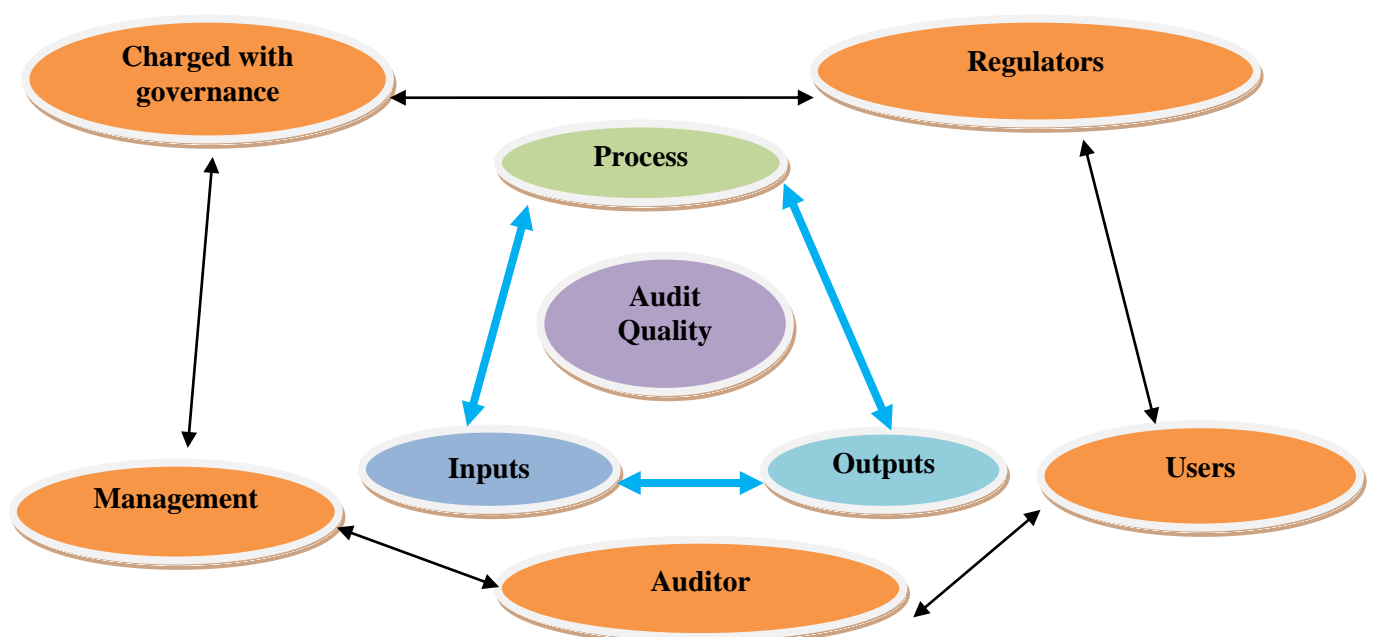 Charged with
governance
Regulators
Process
Audit
Quality
Inputs
Outputs
Users
Management
Auditor